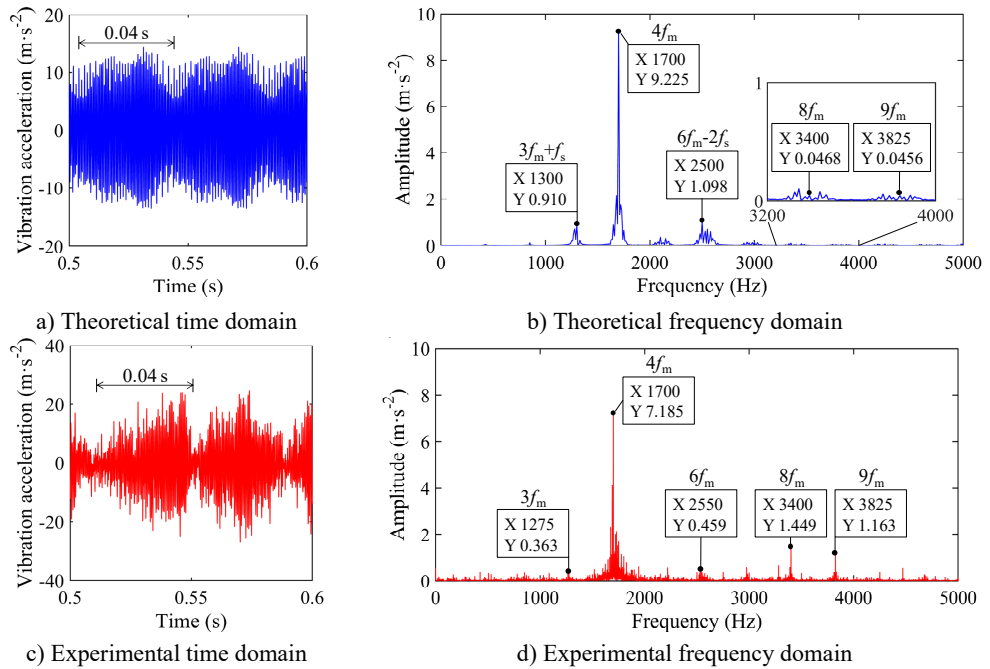 20
10
0
-10
-20
0.5
0.55
0.6
Vibration acceleration (m·s⁻²)
Time (s)
0.04 s
a) Theoretical time domain
10
8
6
4
2
0
1000
2000
3000
4000
5000
Amplitude (m·s⁻²)
Frequency (Hz)
4fₘ
X 1700
Y 9.225
3fₘ+fₛ
X 1300
Y 0.910
6fₘ-2fₛ
X 2500
Y 1.098
1
0
3200
4000
8fₘ
X 3400
Y 0.0468
9fₘ
X 3825
Y 0.0456
b) Theoretical frequency domain
40
20
0
-20
-40
0.5
0.55
0.6
Vibration acceleration (m·s⁻²)
Time (s)
0.04 s
c) Experimental time domain
10
8
6
4
2
0
0
1000
2000
3000
4000
5000
Amplitude (m·s⁻²)
Frequency (Hz)
4fₘ
X 1700
Y 7.185
3fₘ
X 1275
Y 0.363
6fₘ
X 2550
Y 0.459
8fₘ
X 3400
Y 1.449
9fₘ
X 3825
Y 1.163
d) Experimental frequency domain